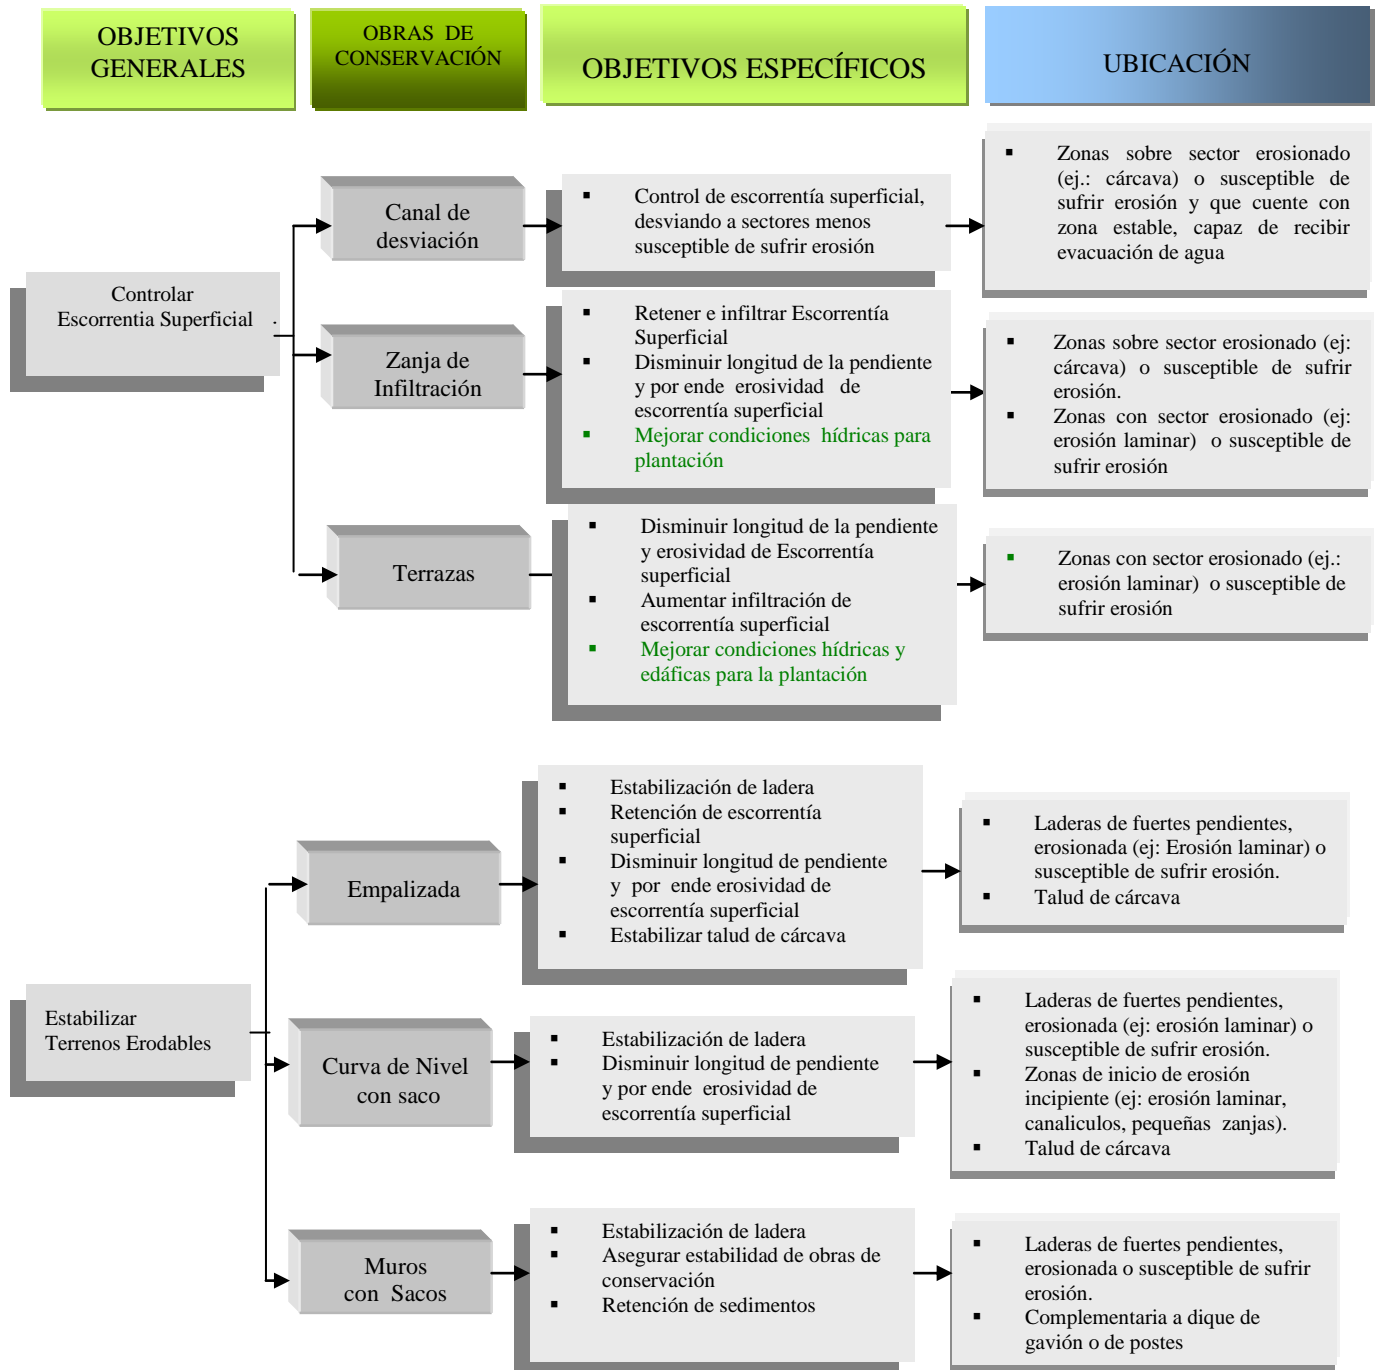 OBJETIVOS
GENERALES
OBRAS DE
CONSERVACIÓN
OBJETIVOS ESPECÍFICOS
UBICACIÓN
Controlar
Escorrentia Superficial .
Canal de
desviación
▪ Control de escorrentía superficial,
desviando a sectores menos
susceptible de sufrir erosión
▪ Zonas sobre sector erosionado
(ej.: cárcava) o susceptible de
sufrir erosión y que cuente con
zona estable, capaz de recibir
evacuación de agua
Zanja de
Infiltración
▪ Retener e infiltrar Escorrentía
Superficial
▪ Disminuir longitud de la pendiente
y por ende erosividad de
escorrentía superficial
▪ Mejorar condiciones hídricas para
plantación
▪ Zonas sobre sector erosionado (ej:
cárcava) o susceptible de sufrir
erosión.
▪ Zonas con sector erosionado (ej:
erosión laminar) o susceptible de
sufrir erosión
Terrazas
▪ Disminuir longitud de la pendiente
y erosividad de Escorrentía
superficial
▪ Aumentar infiltración de
escorrentía superficial
▪ Mejorar condiciones hídricas y
edáficas para la plantación
▪ Zonas con sector erosionado (ej.:
erosión laminar) o susceptible de
sufrir erosión
Estabilizar
Terrenos Erodables
Empalizada
▪ Estabilización de ladera
▪ Retención de escorrentía
superficial
▪ Disminuir longitud de pendiente
y por ende erosividad de
escorrentía superficial
▪ Estabilizar talud de cárcava
▪ Laderas de fuertes pendientes,
erosionada (ej: Erosión laminar) o
susceptible de sufrir erosión.
▪ Talud de cárcava
Curva de Nivel
con saco
▪ Estabilización de ladera
▪ Disminuir longitud de pendiente
y por ende erosividad de
escorrentía superficial
▪ Laderas de fuertes pendientes,
erosionada (ej: erosión laminar) o
susceptible de sufrir erosión.
▪ Zonas de inicio de erosión
incipiente (ej: erosión laminar,
canaliculos, pequeñas zanjas).
▪ Talud de cárcava
Muros
con Sacos
▪ Estabilización de ladera
▪ Asegurar estabilidad de obras de
conservación
▪ Retención de sedimentos
▪ Laderas de fuertes pendientes,
erosionada o susceptible de sufrir
erosión.
▪ Complementaria a dique de
gavión o de postes